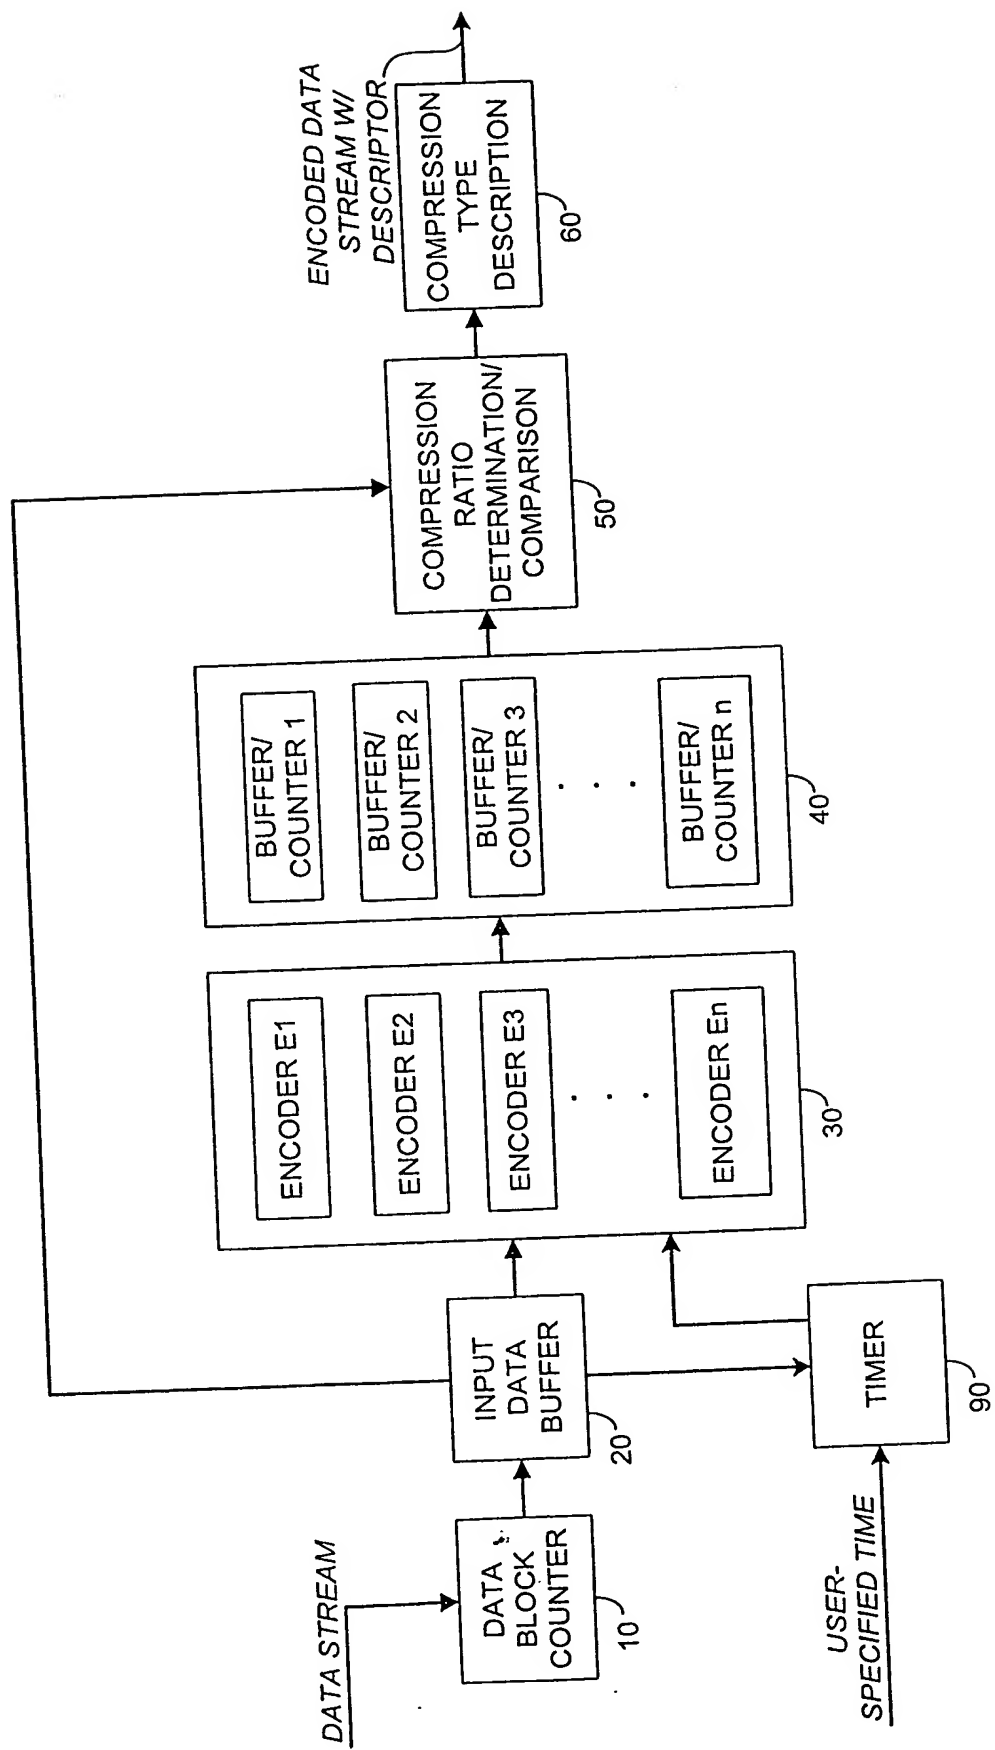 DATA STREAM
DATA
BLOCK
COUNTER
10
INPUT
DATA
BUFFER
20
USER-
SPECIFIED TIME
TIMER
90
ENCODER E1
ENCODER E2
ENCODER E3
. . .
ENCODER En
30
BUFFER/
COUNTER 1
BUFFER/
COUNTER 2
BUFFER/
COUNTER 3
. . .
BUFFER/
COUNTER n
40
COMPRESSION
RATIO
DETERMINATION/
COMPARISON
50
COMPRESSION
TYPE
DESCRIPTION
60
ENCODED DATA
STREAM W/
DESCRIPTOR